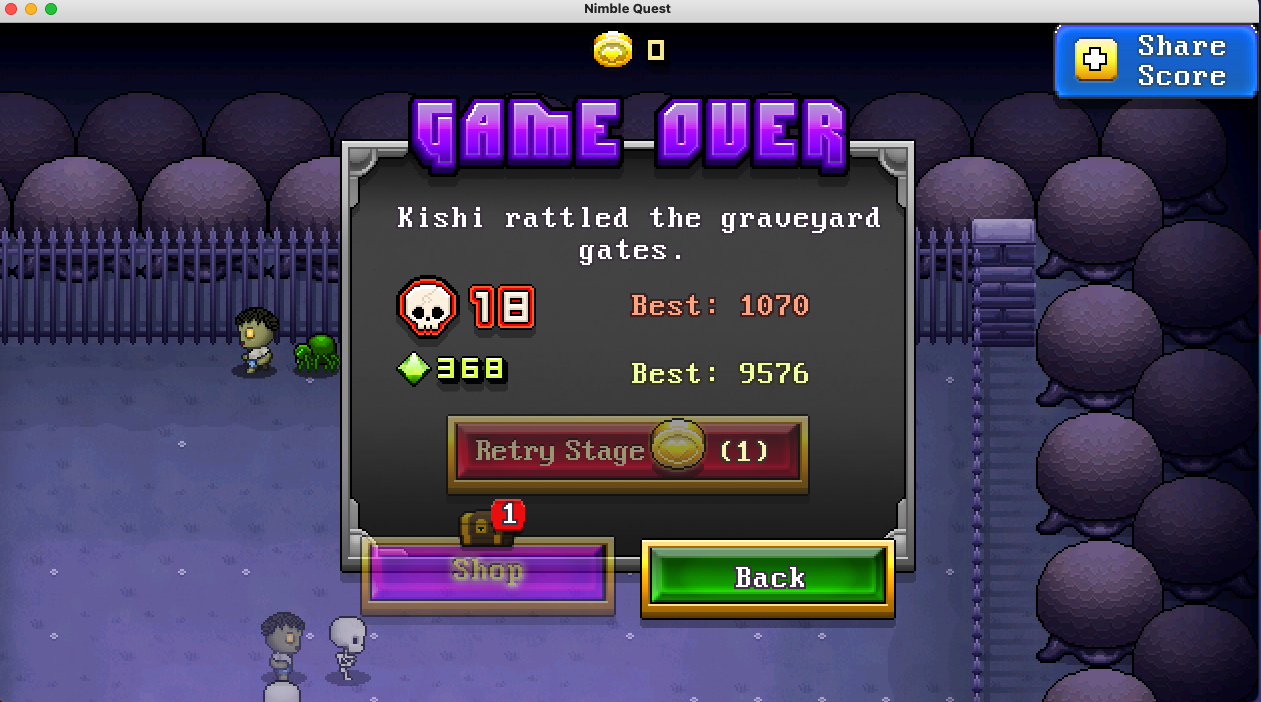 Nimble Quest
0
Share
Score
GAME OVER
Kishi rattled the graveyard
gates.
18 Best: 1070
368 Best: 9576
Retry Stage (1)
1
Shop
Back